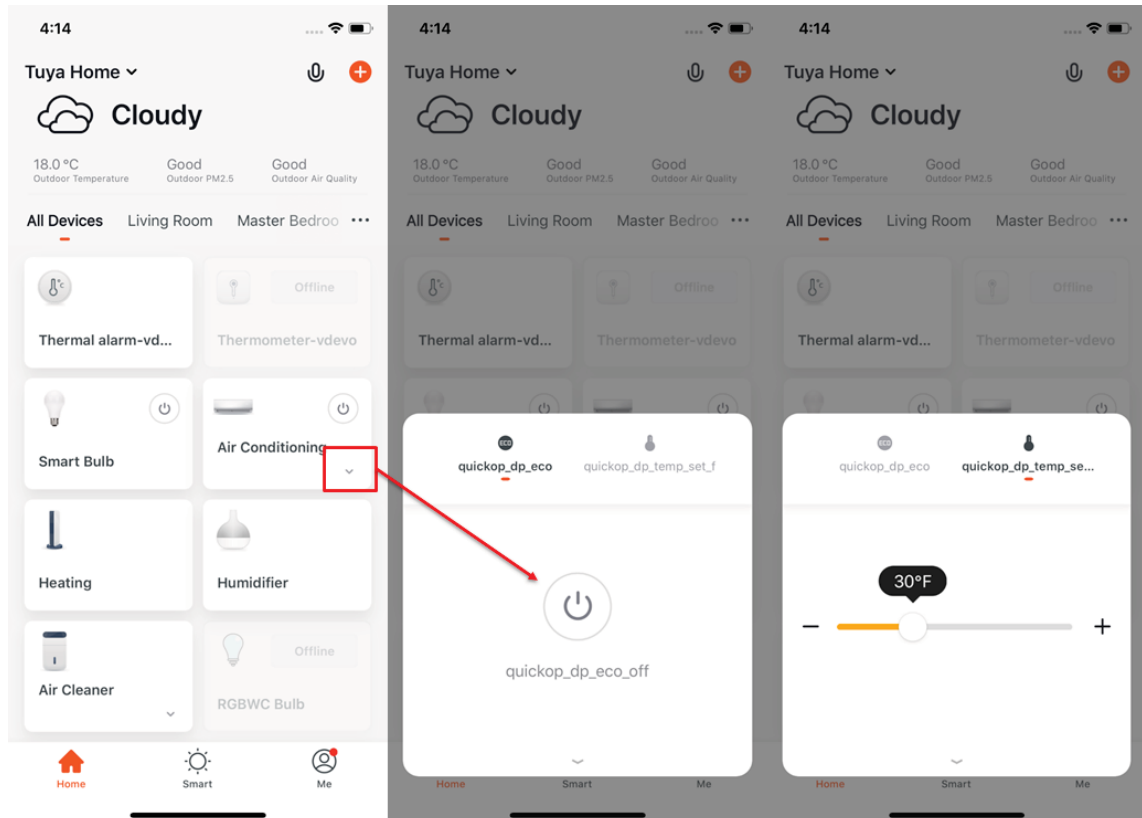 4:14
Tuya Home
Cloudy
18.0 °C Good Good
Outdoor Temperature Outdoor PM2.5 Outdoor Air Quality
All Devices Living Room Master Bedroo ...
Thermal alarm-vd...
Offline
Thermometer-vdevo
Smart Bulb
Air Conditioning
Heating
Humidifier
Air Cleaner
Offline
RGBWC Bulb
Home Smart Me
4:14
Tuya Home
Cloudy
18.0 °C Good Good
Outdoor Temperature Outdoor PM2.5 Outdoor Air Quality
All Devices Living Room Master Bedroo ...
Thermal alarm-vd...
Offline
Thermometer-vdevo
ECO
quickop_dp_eco quickop_dp_temp_set_f
quickop_dp_eco_off
Home Smart Me
4:14
Tuya Home
Cloudy
18.0 °C Good Good
Outdoor Temperature Outdoor PM2.5 Outdoor Air Quality
All Devices Living Room Master Bedroo ...
Thermal alarm-vd...
Offline
Thermometer-vdevo
ECO
quickop_dp_eco quickop_dp_temp_se...
30°F
Home Smart Me